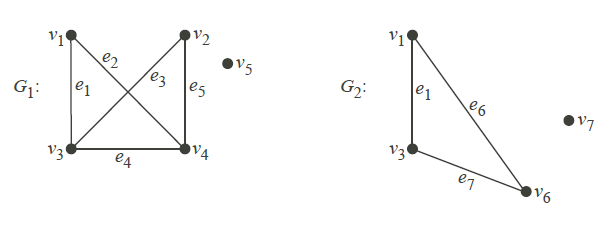 G₁:
v₁
v₂
v₃
v₄
v₅
e₁
e₂
e₃
e₄
e₅
G₂:
v₁
v₃
v₆
v₇
e₁
e₆
e₇